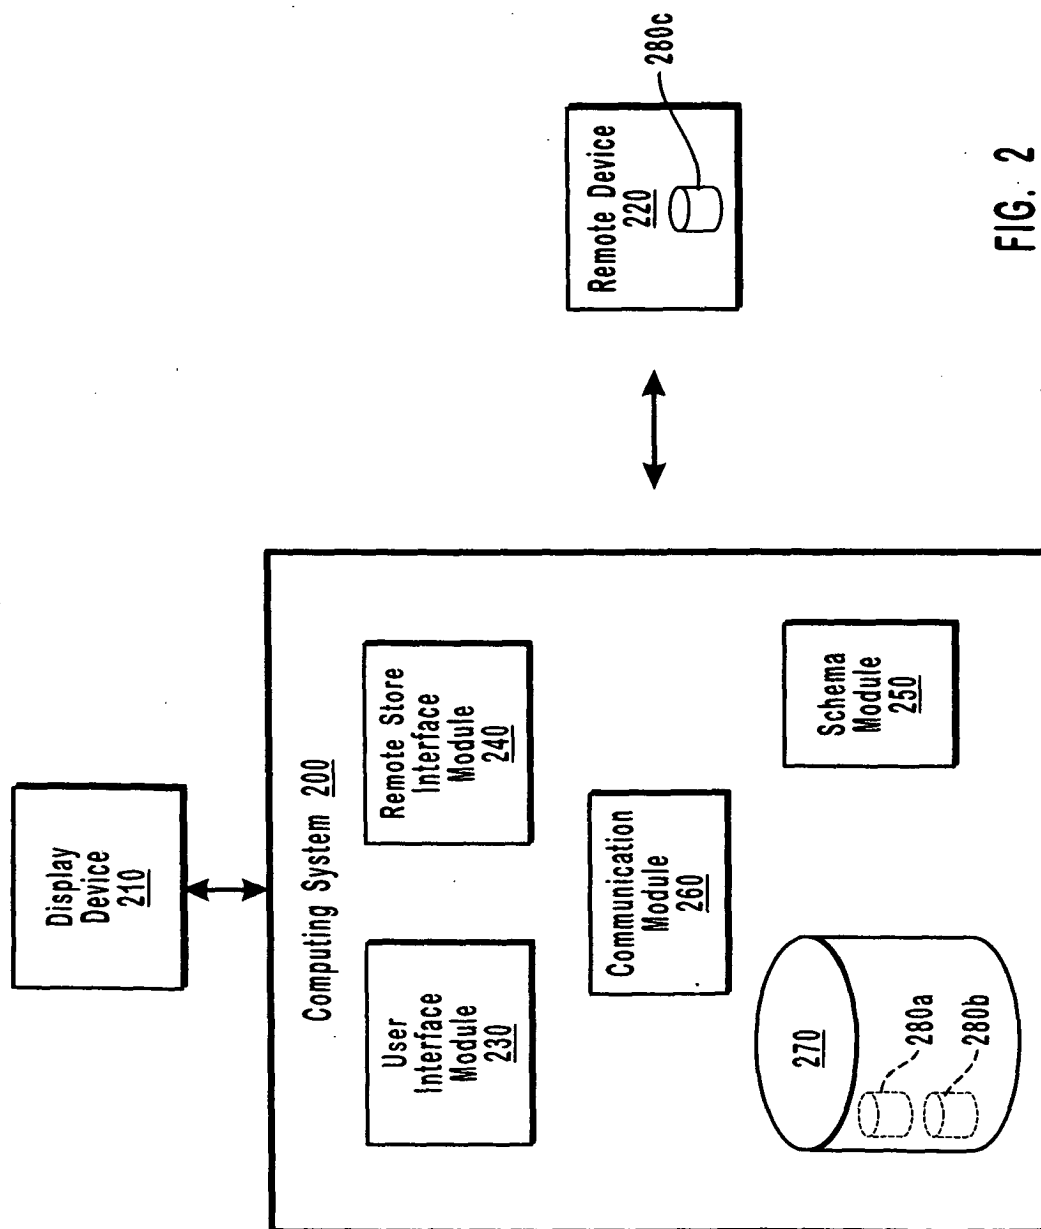 Display
Device
210
Computing System 200
User
Interface
Module
230
Remote Store
Interface
Module
240
Communication
Module
260
Schema
Module
250
270
280a
280b
Remote Device
220
280c
FIG. 2